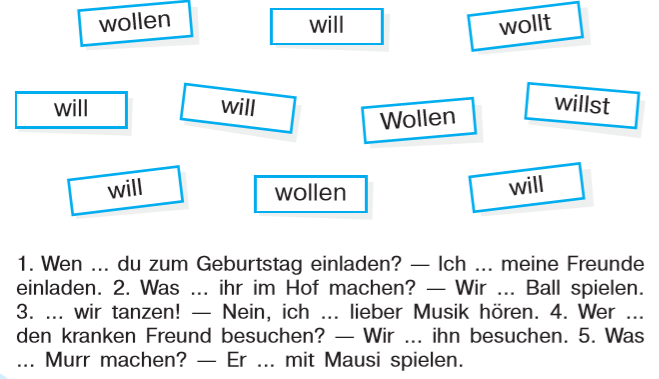 wollen will wollt
will will Wollen willst
will wollen will
1. Wen ... du zum Geburtstag einladen? — Ich ... meine Freunde
einladen. 2. Was ... ihr im Hof machen? — Wir ... Ball spielen.
3. ... wir tanzen! — Nein, ich ... lieber Musik hören. 4. Wer ...
den kranken Freund besuchen? — Wir ... ihn besuchen. 5. Was
... Murr machen? — Er ... mit Mausi spielen.